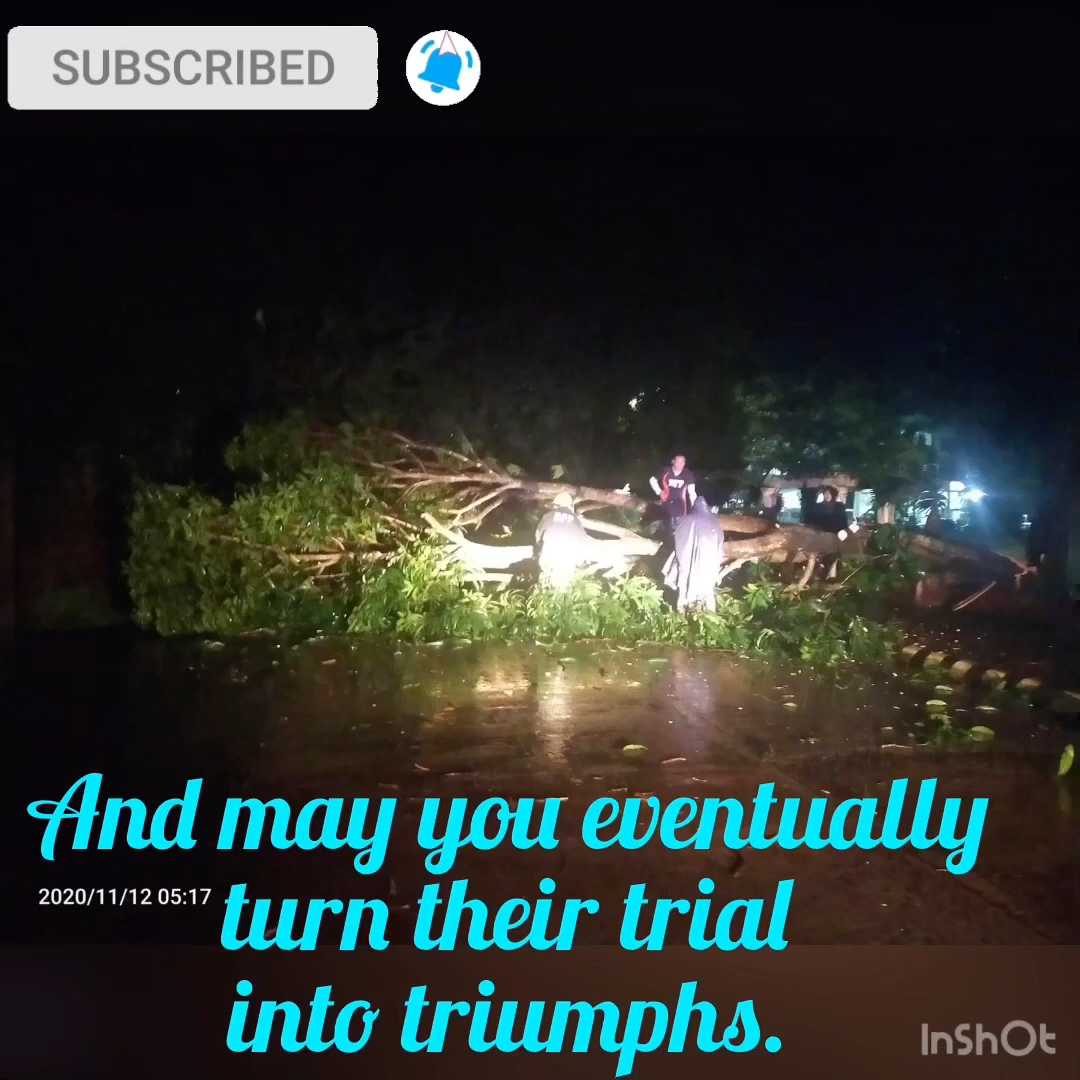 SUBSCRIBED
And may you eventually
2020/11/12 05:17
turn their trial
into triumphs.
InShOt